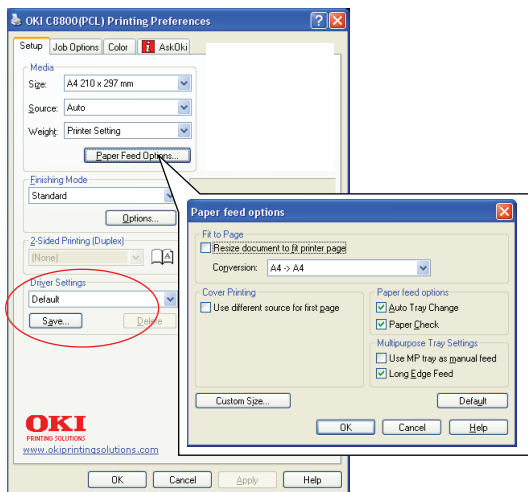 OKI C8800(PCL) Printing Preferences
Setup Job Options Color i AskOki
Media
Size: A4 210 x 297 mm
Source: Auto
Weight: Printer Setting
Paper Feed Options...
Finishing Mode
Standard
Options...
2-Sided Printing (Duplex)
(None)
Driver Settings
Default
Save... Delete
OKI
PRINTING SOLUTIONS
www.okiprintingsolutions.com
OK Cancel Apply Help
Paper feed options
Fit to Page
Resize document to fit printer page
Conversion: A4 -> A4
Cover Printing
Use different source for first page
Paper feed options
Auto Tray Change
Paper Check
Multipurpose Tray Settings
Use MP tray as manual feed
Long Edge Feed
Custom Size... Default
OK Cancel Help